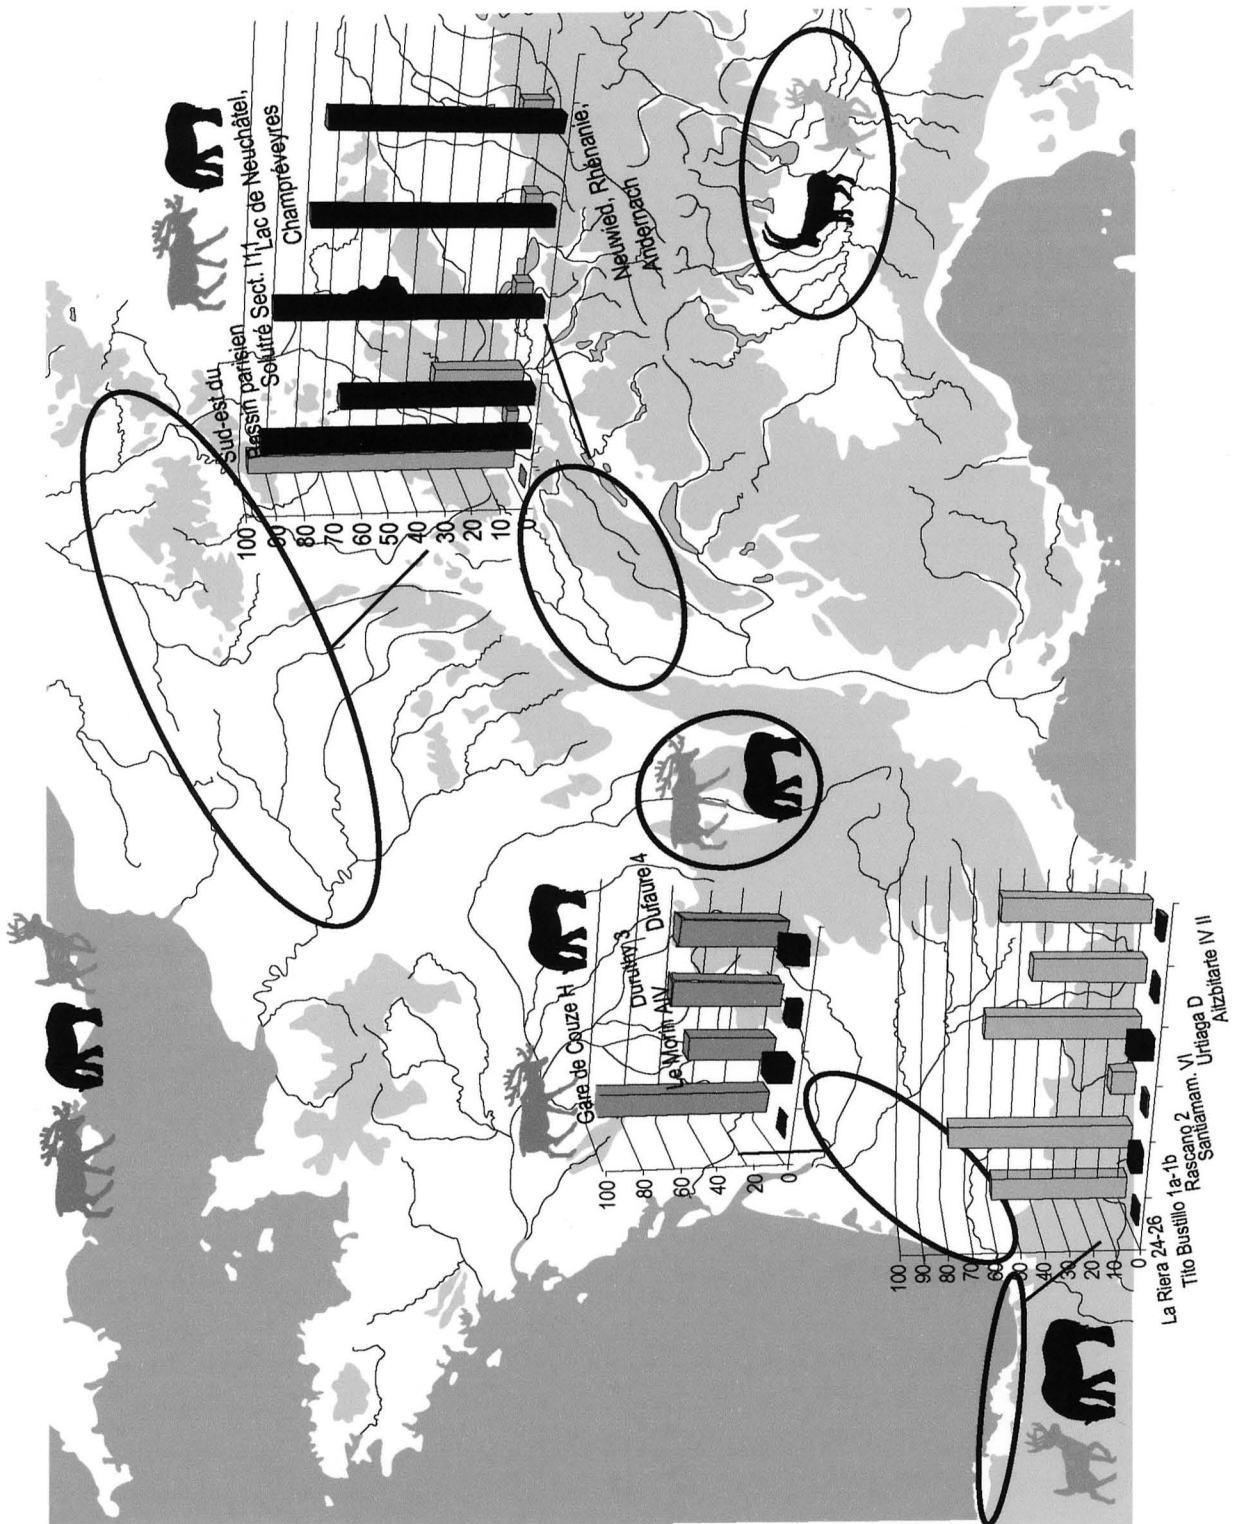 Sud-est du
Bassin parisien
Solutré Sect. I11
Lac de Neuchâtel,
Champréveyres
Neuwied, Rhénanie,
Andernach
100
90
80
70
60
50
40
30
20
10
0
Gare de Couze H
Le Morin AIV
Duruthy 3
Dufaure 4
100
80
60
40
20
0
100
90
80
70
60
50
40
30
20
10
0
La Riera 24-26
Tito Bustillo 1a-1b
Rascano 2
Santiamam. VI
Urtiaga D
Aitzbitarte IV II